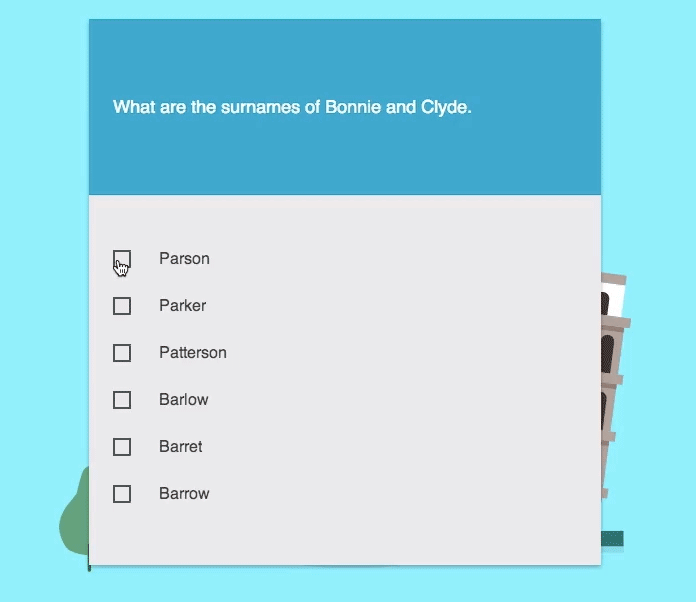 What are the surnames of Bonnie and Clyde.
Parson
Parker
Patterson
Barlow
Barret
Barrow